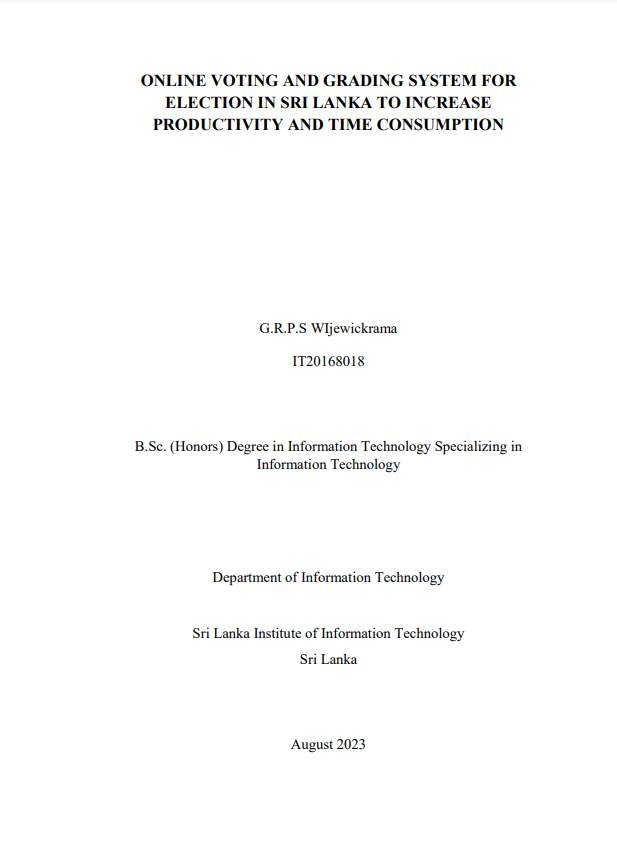 ONLINE VOTING AND GRADING SYSTEM FOR
ELECTION IN SRI LANKA TO INCREASE
PRODUCTIVITY AND TIME CONSUMPTION
G.R.P.S WIjewickrama
IT20168018
B.Sc. (Honors) Degree in Information Technology Specializing in
Information Technology
Department of Information Technology
Sri Lanka Institute of Information Technology
Sri Lanka
August 2023